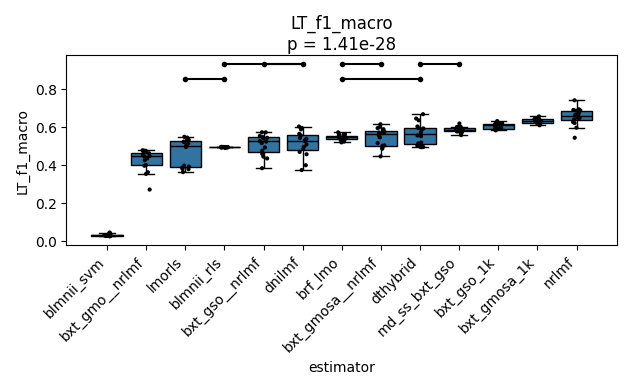 LT_f1_macro
p = 1.41e-28
LT_f1_macro
0.8
0.6
0.4
0.2
0.0
blmnii_svm
bxt_gmo__nrlmf
lmorls
blmnii_rls
bxt_gso__nrlmf
dnilmf
brf_lmo
bxt_gmosa__nrlmf
dthybrid
md_ss_bxt_gso
bxt_gso_1k
bxt_gmosa_1k
nrlmf
estimator